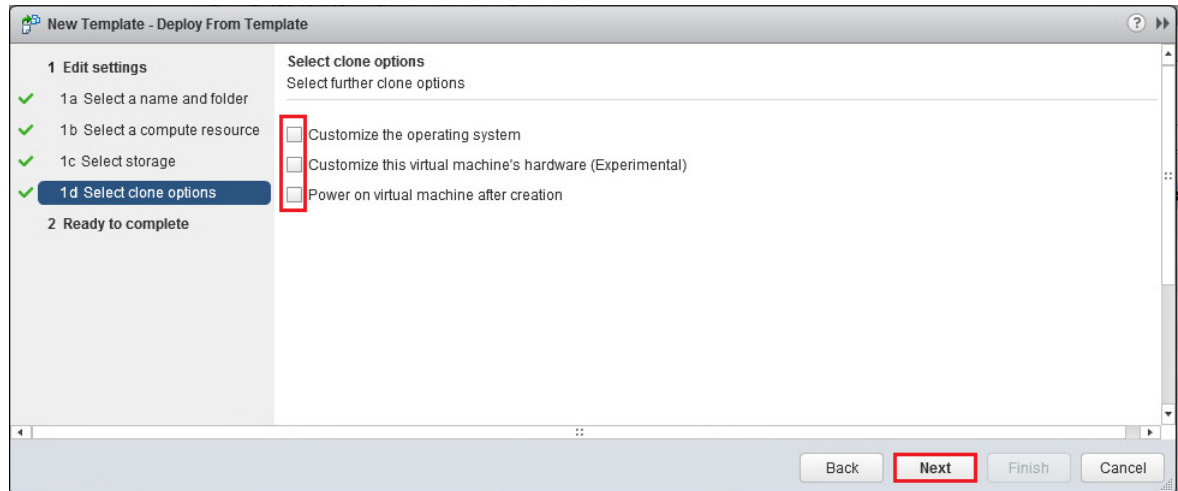 New Template - Deploy From Template
1 Edit settings
1a Select a name and folder
1b Select a compute resource
1c Select storage
1d Select clone options
2 Ready to complete
Select clone options
Select further clone options
Customize the operating system
Customize this virtual machine's hardware (Experimental)
Power on virtual machine after creation
Back Next Finish Cancel